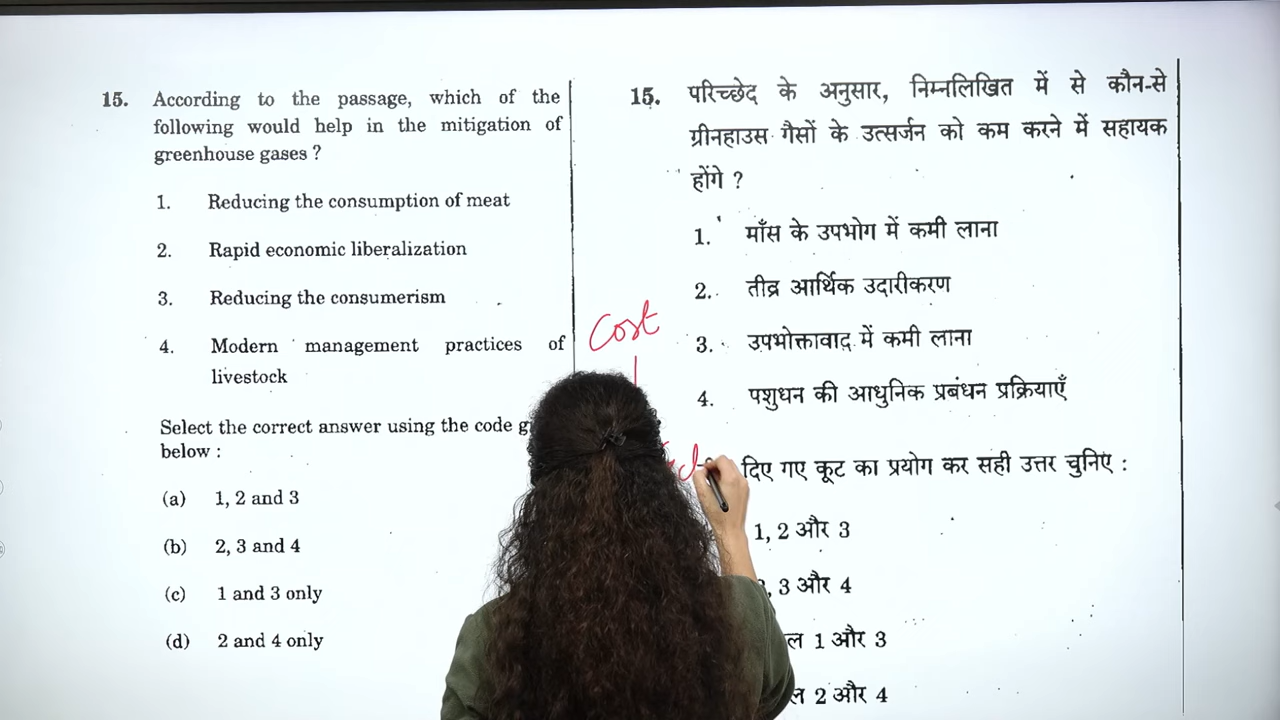 15. According to the passage, which of the
following would help in the mitigation of
greenhouse gases ?
1. Reducing the consumption of meat
2. Rapid economic liberalization
3. Reducing the consumerism
4. Modern management practices of
livestock
Select the correct answer using the code
below :
(a) 1, 2 and 3
(b) 2, 3 and 4
(c) 1 and 3 only
(d) 2 and 4 only
Cost
15. परिच्छेद के अनुसार, निम्नलिखित में से कौन-से
ग्रीनहाउस गैसों के उत्सर्जन को कम करने में सहायक
होंगे ?
1. माँस के उपभोग में कमी लाना
2. तीव्र आर्थिक उदारीकरण
3. उपभोक्तावाद में कमी लाना
4. पशुधन की आधुनिक प्रबंधन प्रक्रियाएँ
दिए गए कूट का प्रयोग कर सही उत्तर चुनिए :
1, 2 और 3
3 और 4
1 और 3
2 और 4